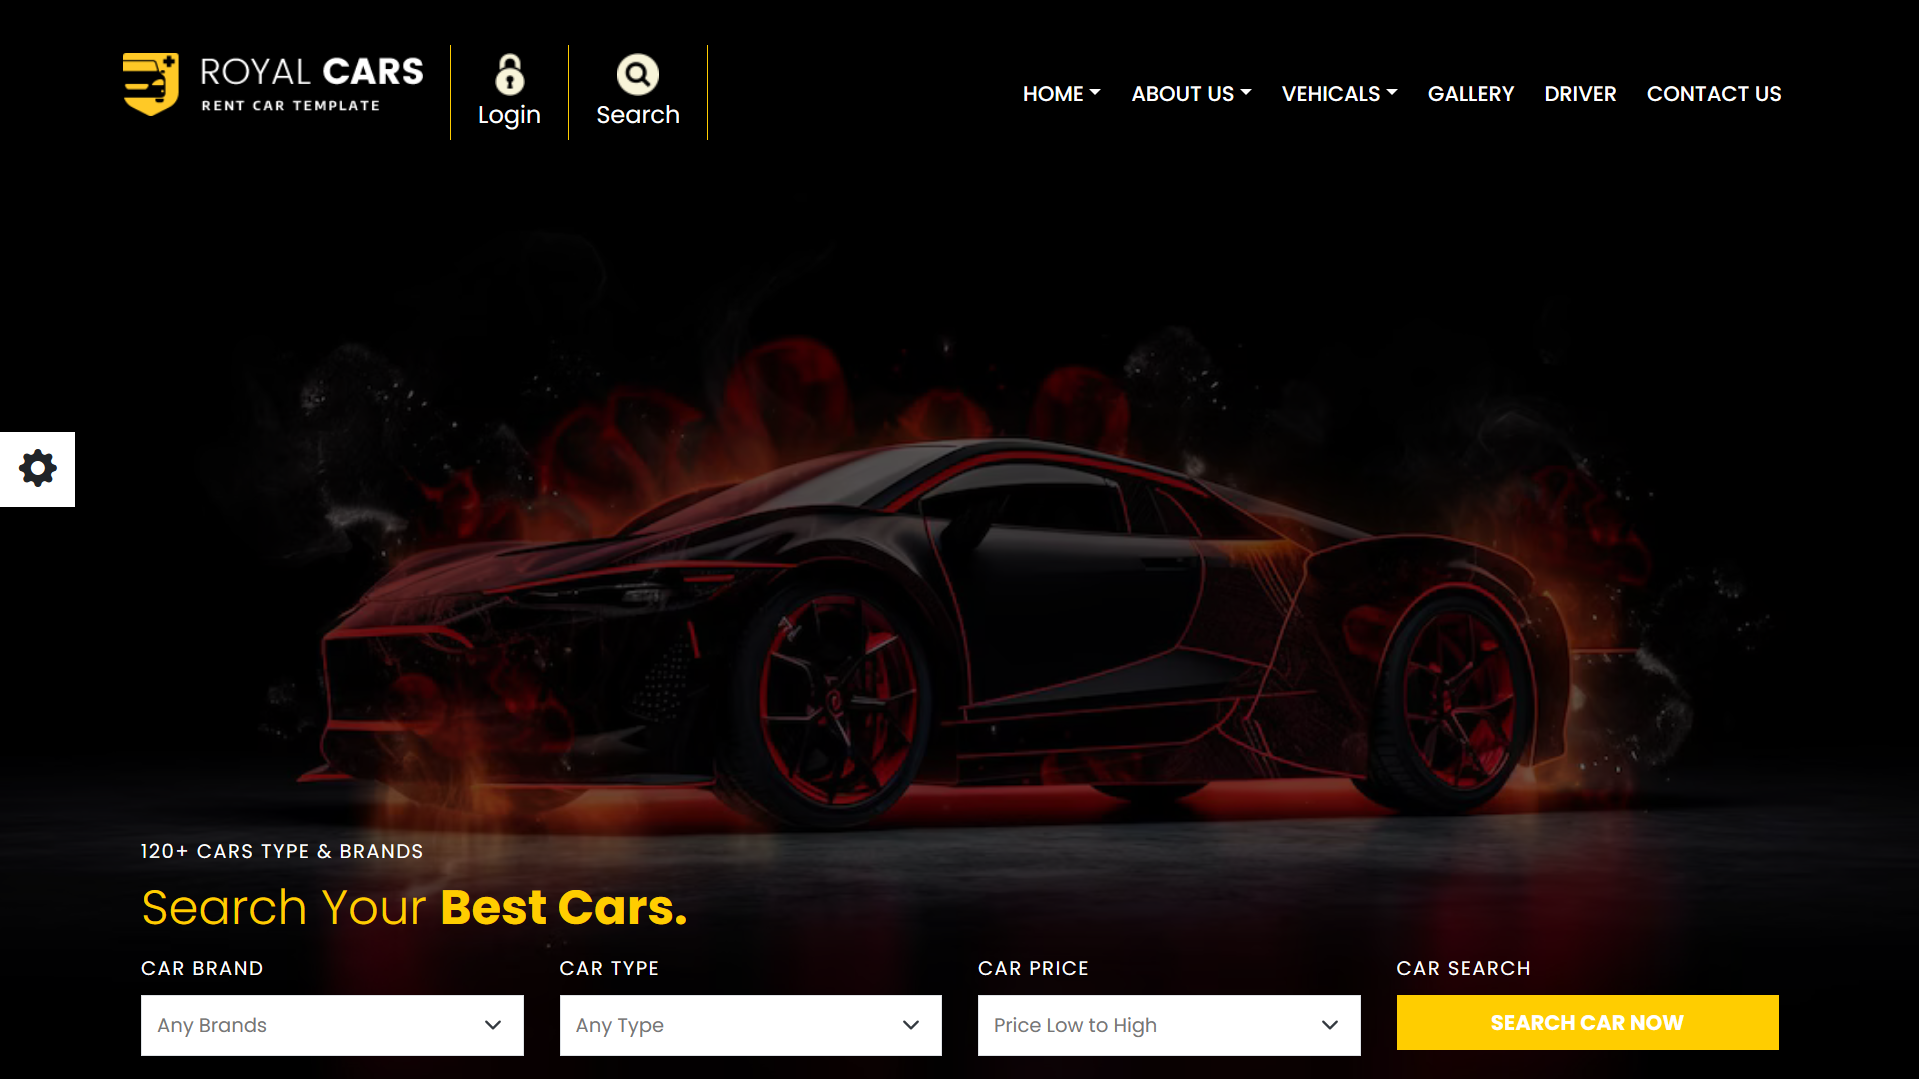 ROYAL CARS
RENT CAR TEMPLATE
Login
Search
HOME
ABOUT US
VEHICALS
GALLERY
DRIVER
CONTACT US
120+ CARS TYPE & BRANDS
Search Your Best Cars.
CAR BRAND
CAR TYPE
CAR PRICE
CAR SEARCH
Any Brands
Any Type
Price Low to High
SEARCH CAR NOW